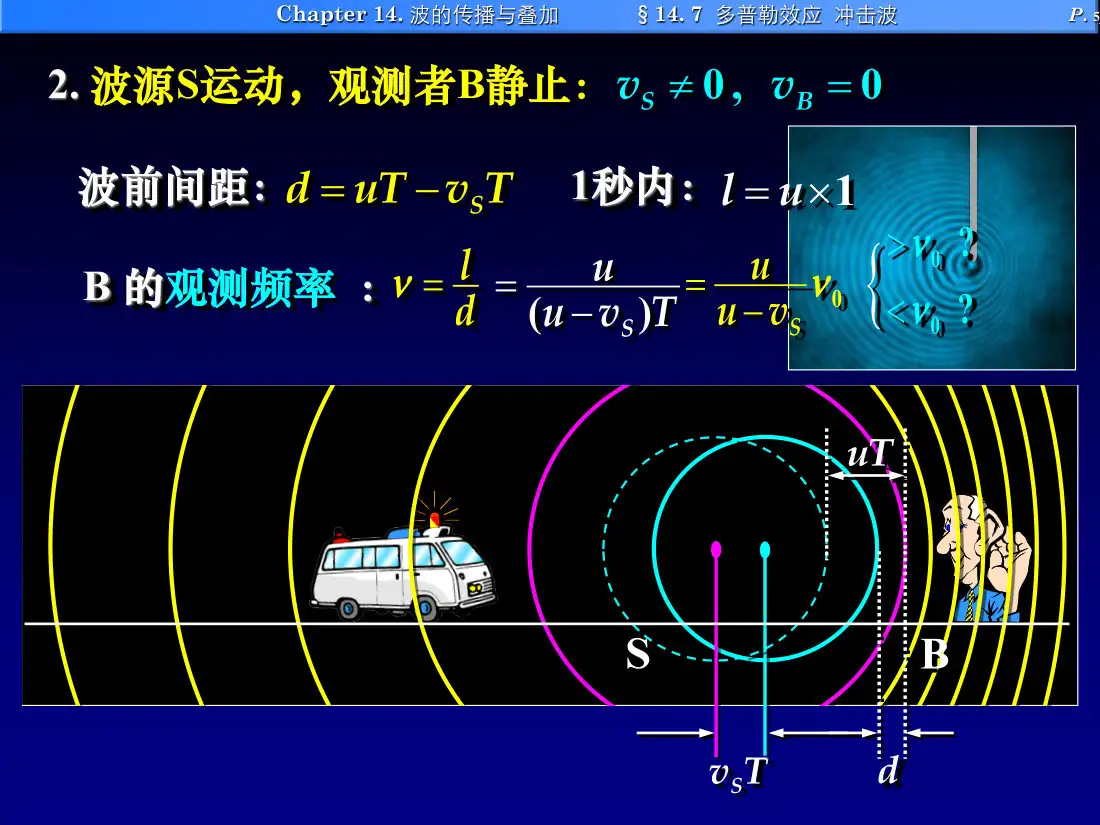 Chapter 14. 波的传播与叠加 § 14. 7 多普勒效应 冲击波 P. 5
2. 波源S运动，观测者B静止： v_S ≠ 0 , v_B = 0
波前间距： d = uT − v_S T 1秒内： l = u × 1
B 的观测频率 ： ν = l/d = u/((u − v_S)T) = u/(u − v_S) ν_0 { > ν_0 ?
< ν_0 ?
uT
S B
v_S T d